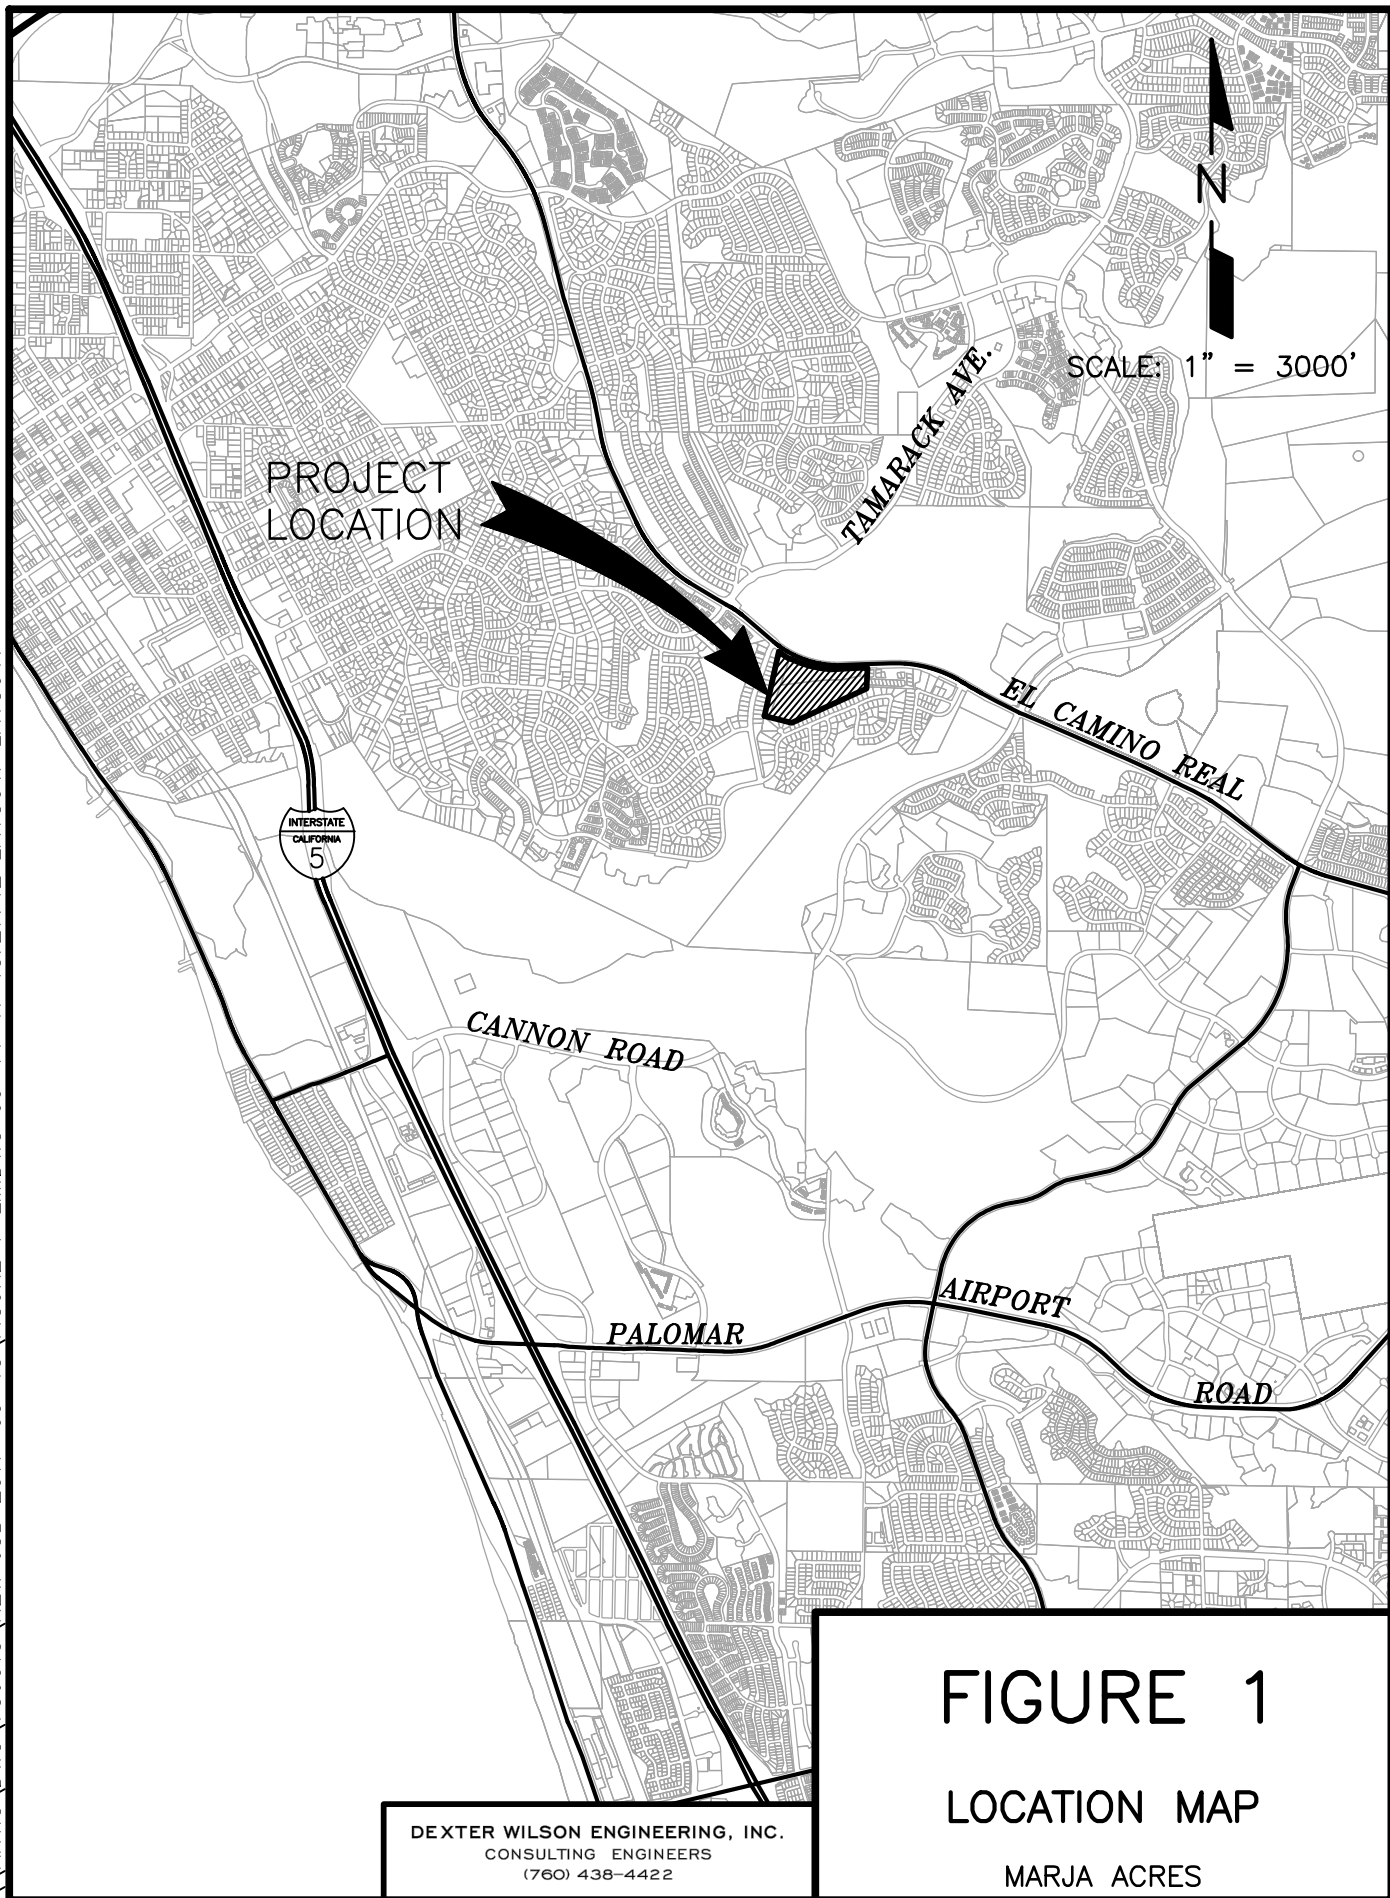 N
SCALE: 1" = 3000'
TAMARACK AVE.
PROJECT
LOCATION
EL CAMINO REAL
INTERSTATE
CALIFORNIA
5
CANNON ROAD
AIRPORT
PALOMAR
ROAD
FIGURE 1
LOCATION MAP
MARJA ACRES
DEXTER WILSON ENGINEERING, INC.
CONSULTING ENGINEERS
(760) 438-4422